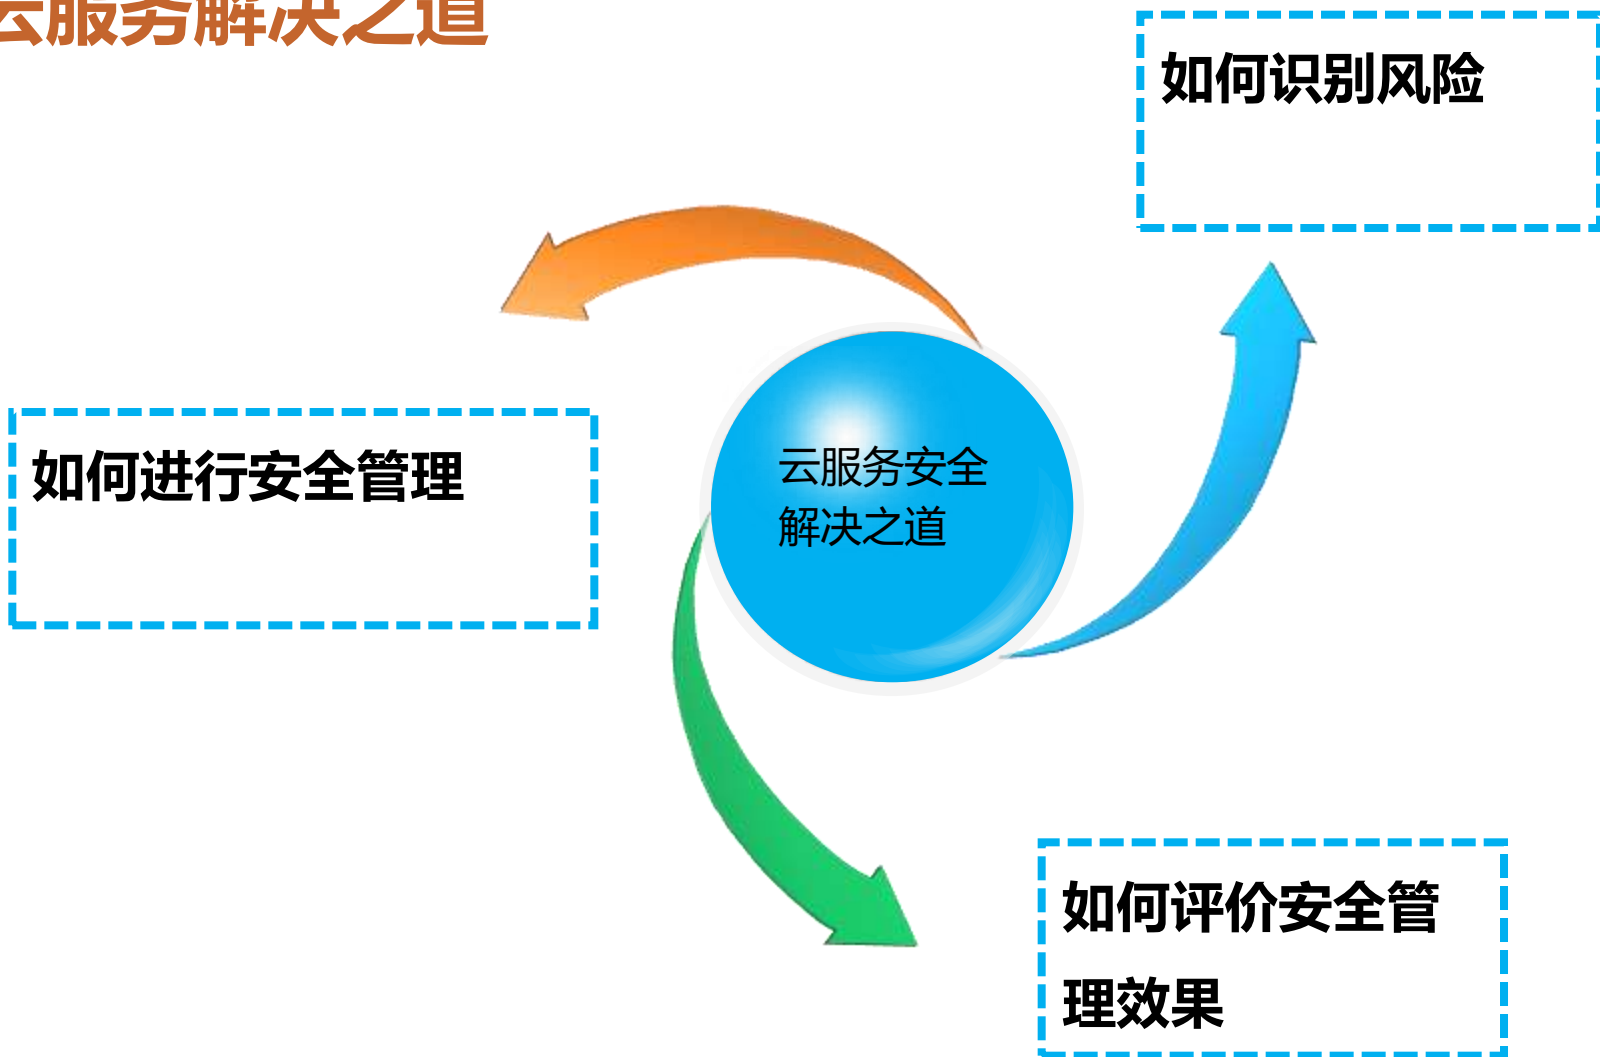 云服务解决之道
如何识别风险
如何进行安全管理
云服务安全
解决之道
如何评价安全管
理效果